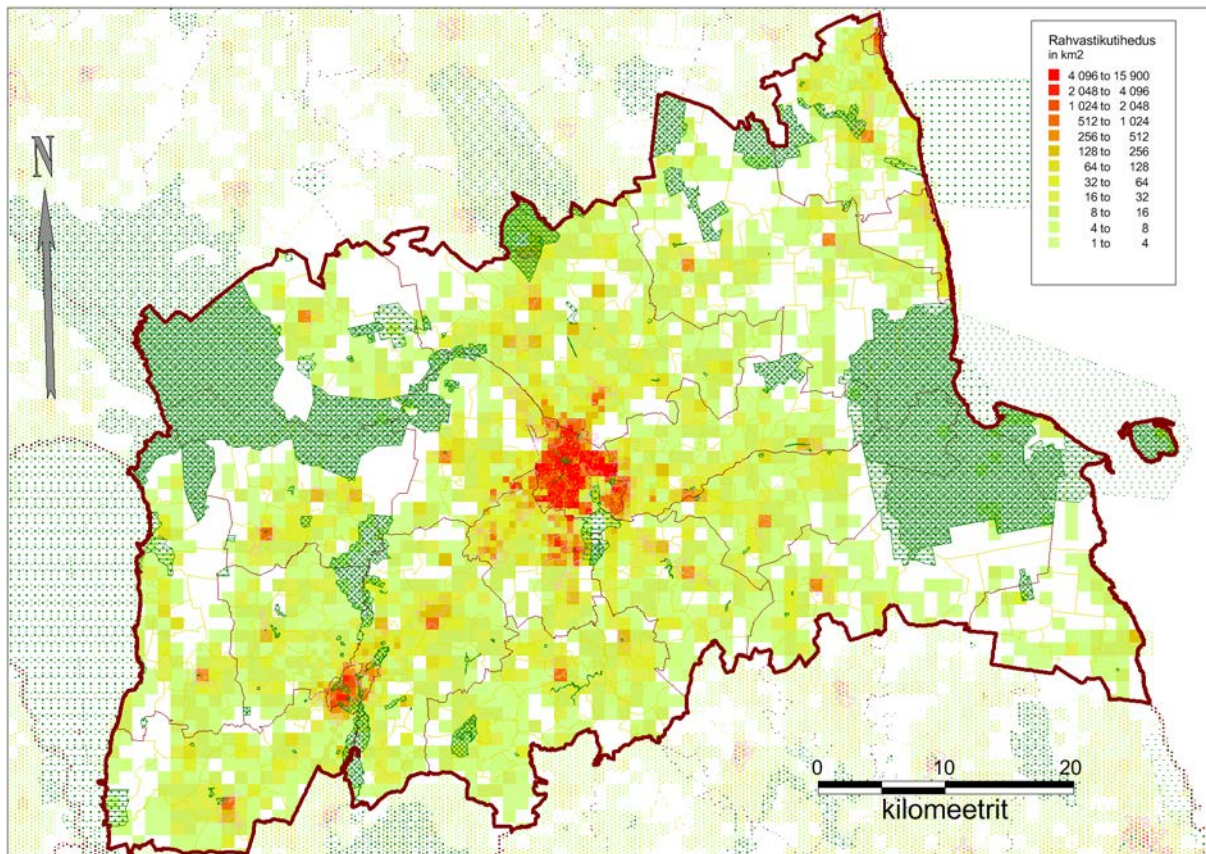 Rahvastikutihedus
in km2
4 096 to 15 900
2 048 to 4 096
1 024 to 2 048
512 to 1 024
256 to 512
128 to 256
64 to 128
32 to 64
16 to 32
8 to 16
4 to 8
1 to 4
N
0 10 20
kilomeetrit